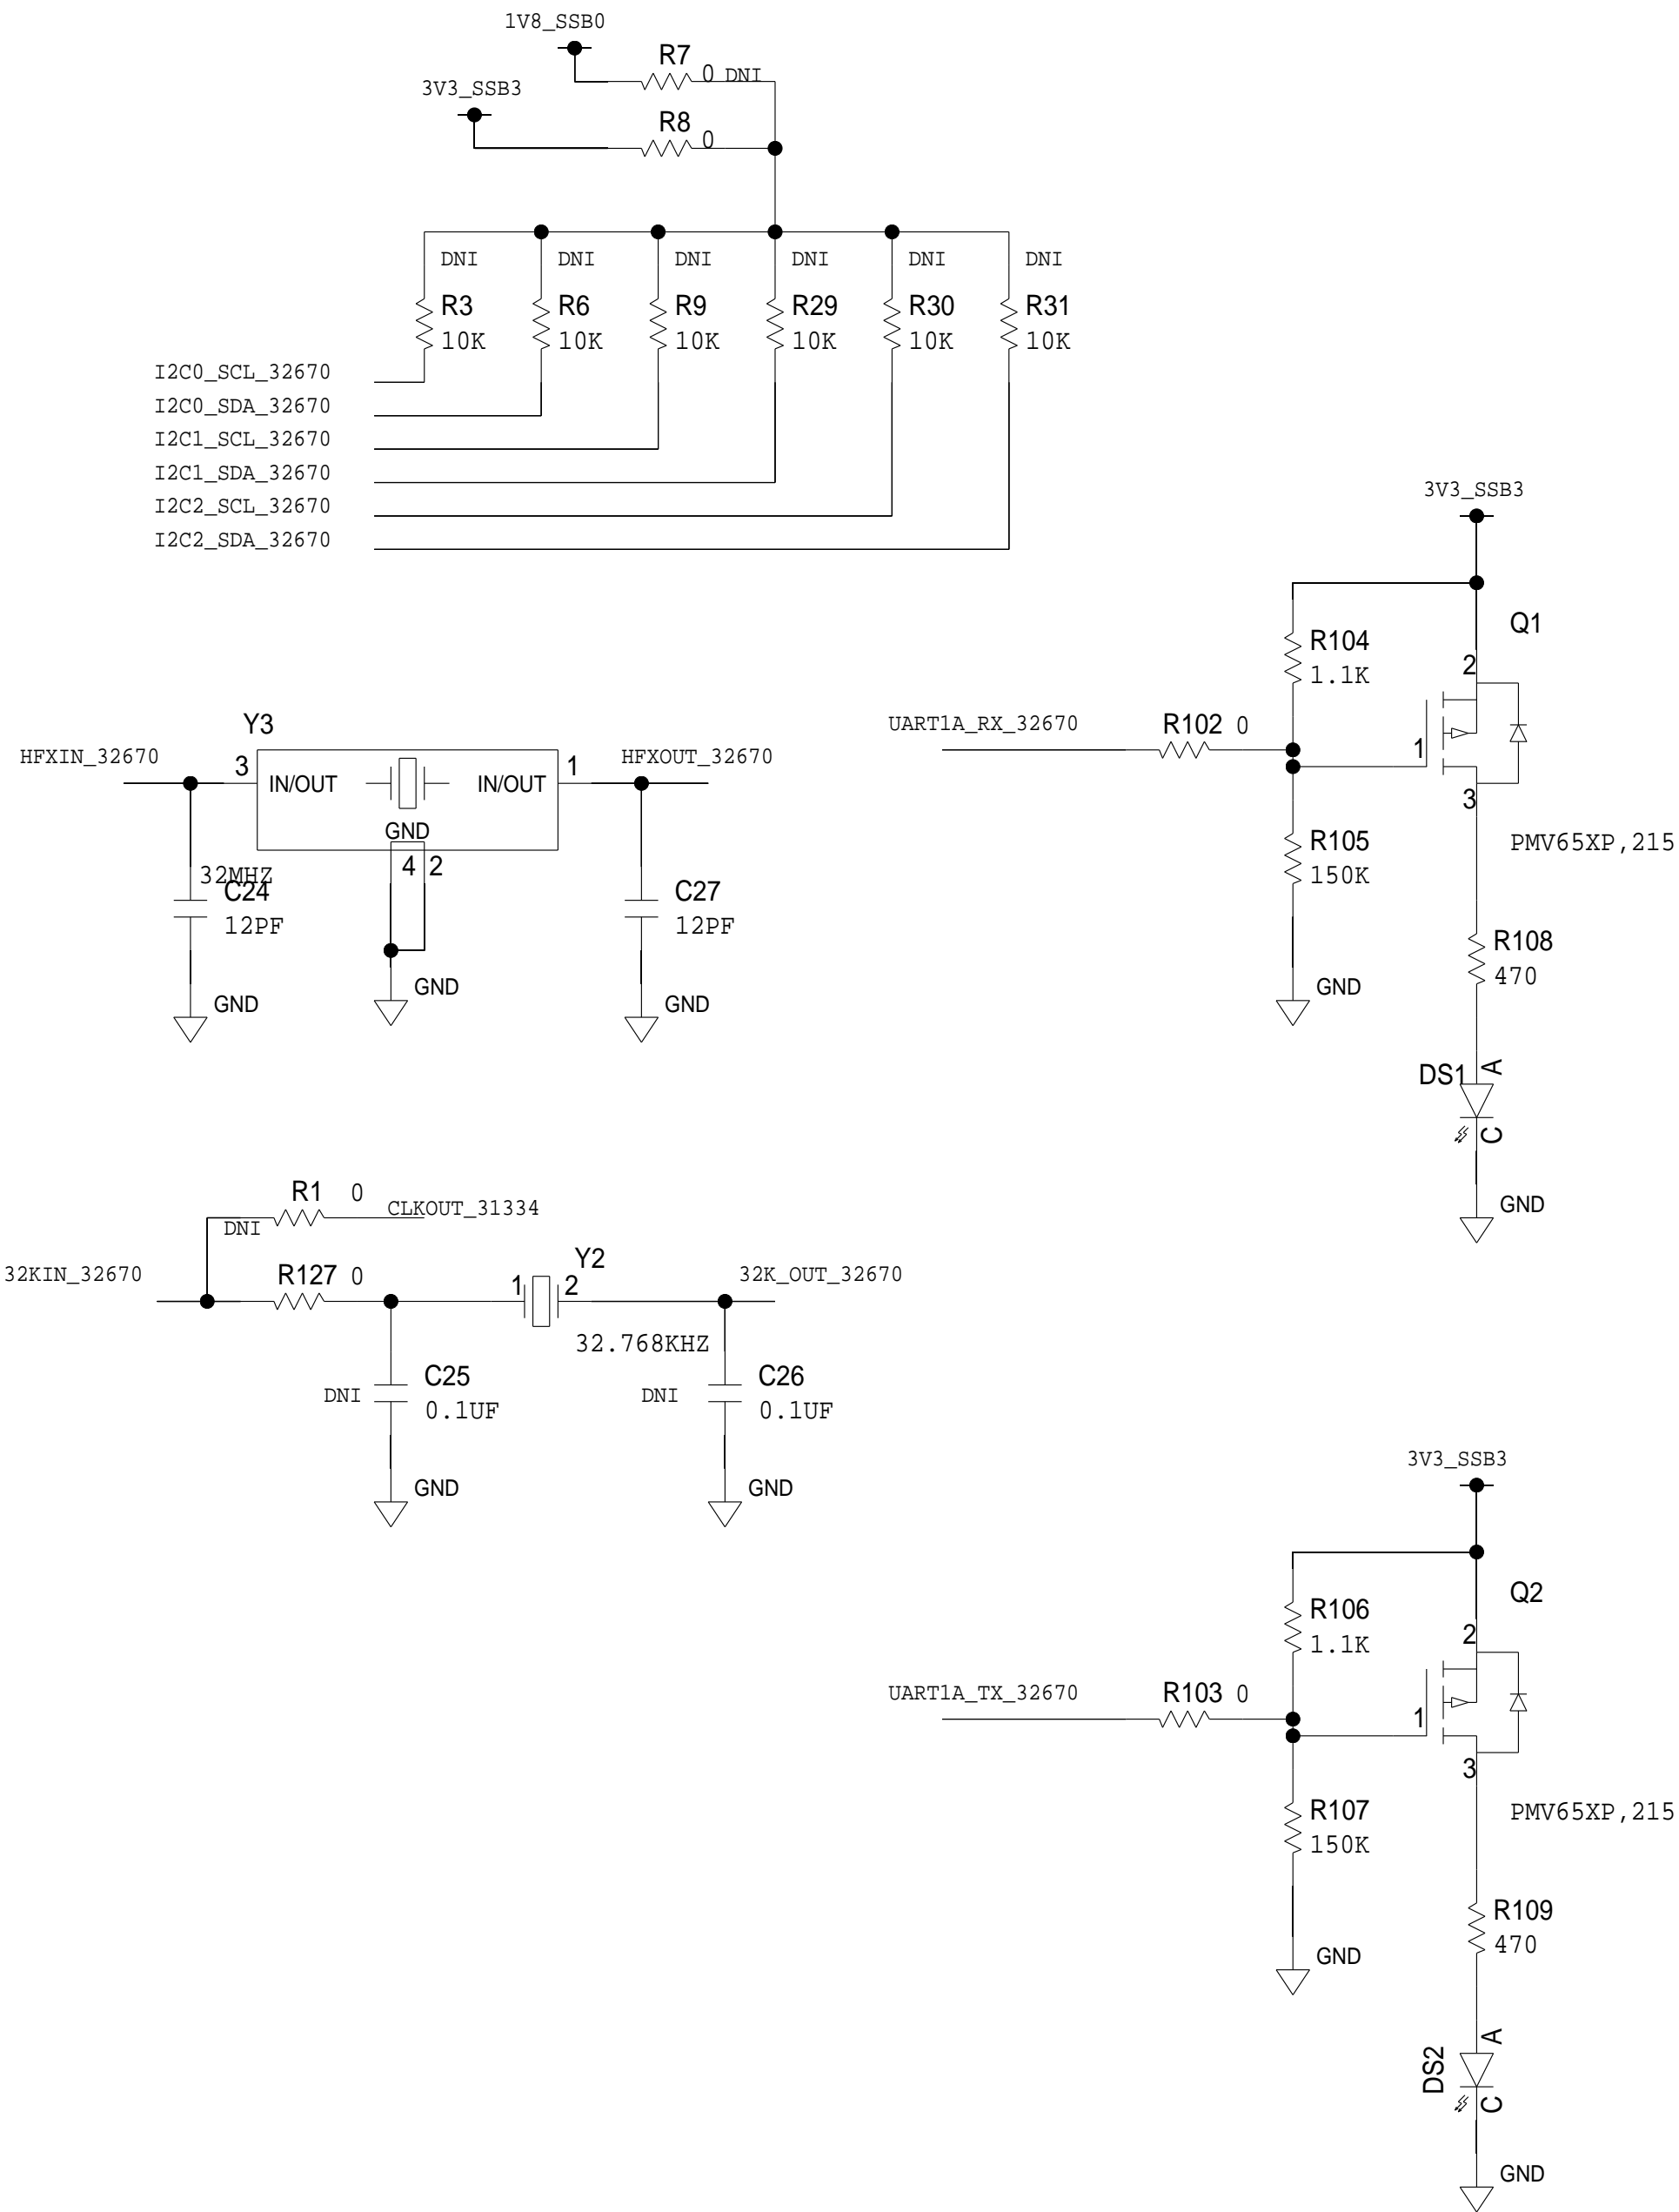 1V8_SSB0
R7
0 DNI
3V3_SSB3
R8
0
DNI DNI DNI DNI DNI DNI
R3 R6 R9 R29 R30 R31
10K 10K 10K 10K 10K 10K
I2C0_SCL_32670
I2C0_SDA_32670
I2C1_SCL_32670
I2C1_SDA_32670
I2C2_SCL_32670
I2C2_SDA_32670
3V3_SSB3
Q1
R104
1.1K
2
UART1A_RX_32670
R102 0
1
3
R105
150K
PMV65XP,215
R108
470
GND
DS1
A
C
GND
Y3
HFXIN_32670
3
IN/OUT
IN/OUT
1
HFXOUT_32670
GND
4 2
32MHZ
C24
12PF
C27
12PF
GND
GND
GND
R1 0
CLKOUT_31334
DNI
32KIN_32670
R127 0
Y2
1 2
32K_OUT_32670
32.768KHZ
C25
DNI
0.1UF
C26
DNI
0.1UF
GND
GND
3V3_SSB3
Q2
R106
1.1K
2
UART1A_TX_32670
R103 0
1
3
R107
150K
PMV65XP,215
R109
470
GND
DS2
A
C
GND